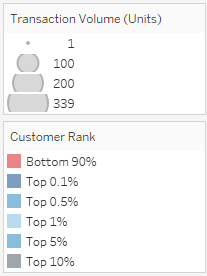 Transaction Volume (Units)
1
100
200
339
Customer Rank
Bottom 90%
Top 0.1%
Top 0.5%
Top 1%
Top 5%
Top 10%